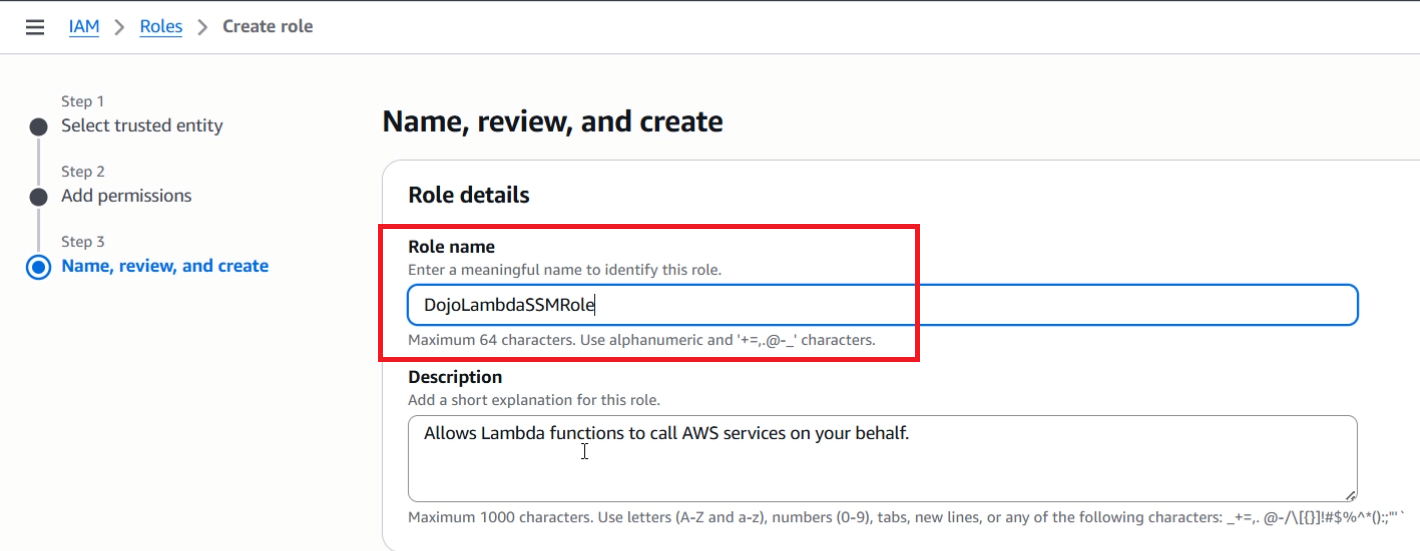 IAM > Roles > Create role
Step 1
Select trusted entity
Step 2
Add permissions
Step 3
Name, review, and create
Name, review, and create
Role details
Role name
Enter a meaningful name to identify this role.
DojoLambdaSSMRole
Maximum 64 characters. Use alphanumeric and '+=,.@-_' characters.
Description
Add a short explanation for this role.
Allows Lambda functions to call AWS services on your behalf.
Maximum 1000 characters. Use letters (A-Z and a-z), numbers (0-9), tabs, new lines, or any of the following characters: _+=,. @-/\[{}]!#$%^*();:"'`